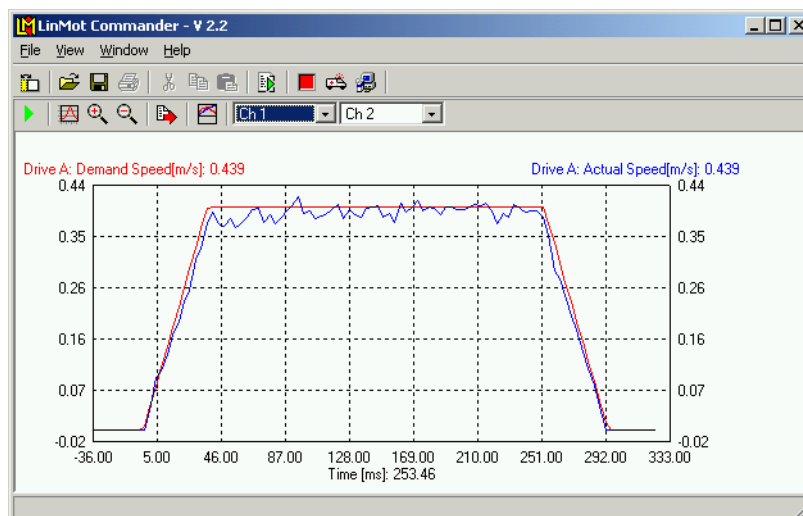 LinMot Commander - V 2.2
File View Window Help
Ch 1 Ch 2
Drive A: Demand Speed[m/s]: 0.439 Drive A: Actual Speed[m/s]: 0.439
0.44 0.44
0.35 0.35
0.26 0.26
0.16 0.16
0.07 0.07
-0.02 -0.02
-36.00 5.00 46.00 87.00 128.00 169.00 210.00 251.00 292.00 333.00
Time [ms]: 253.46